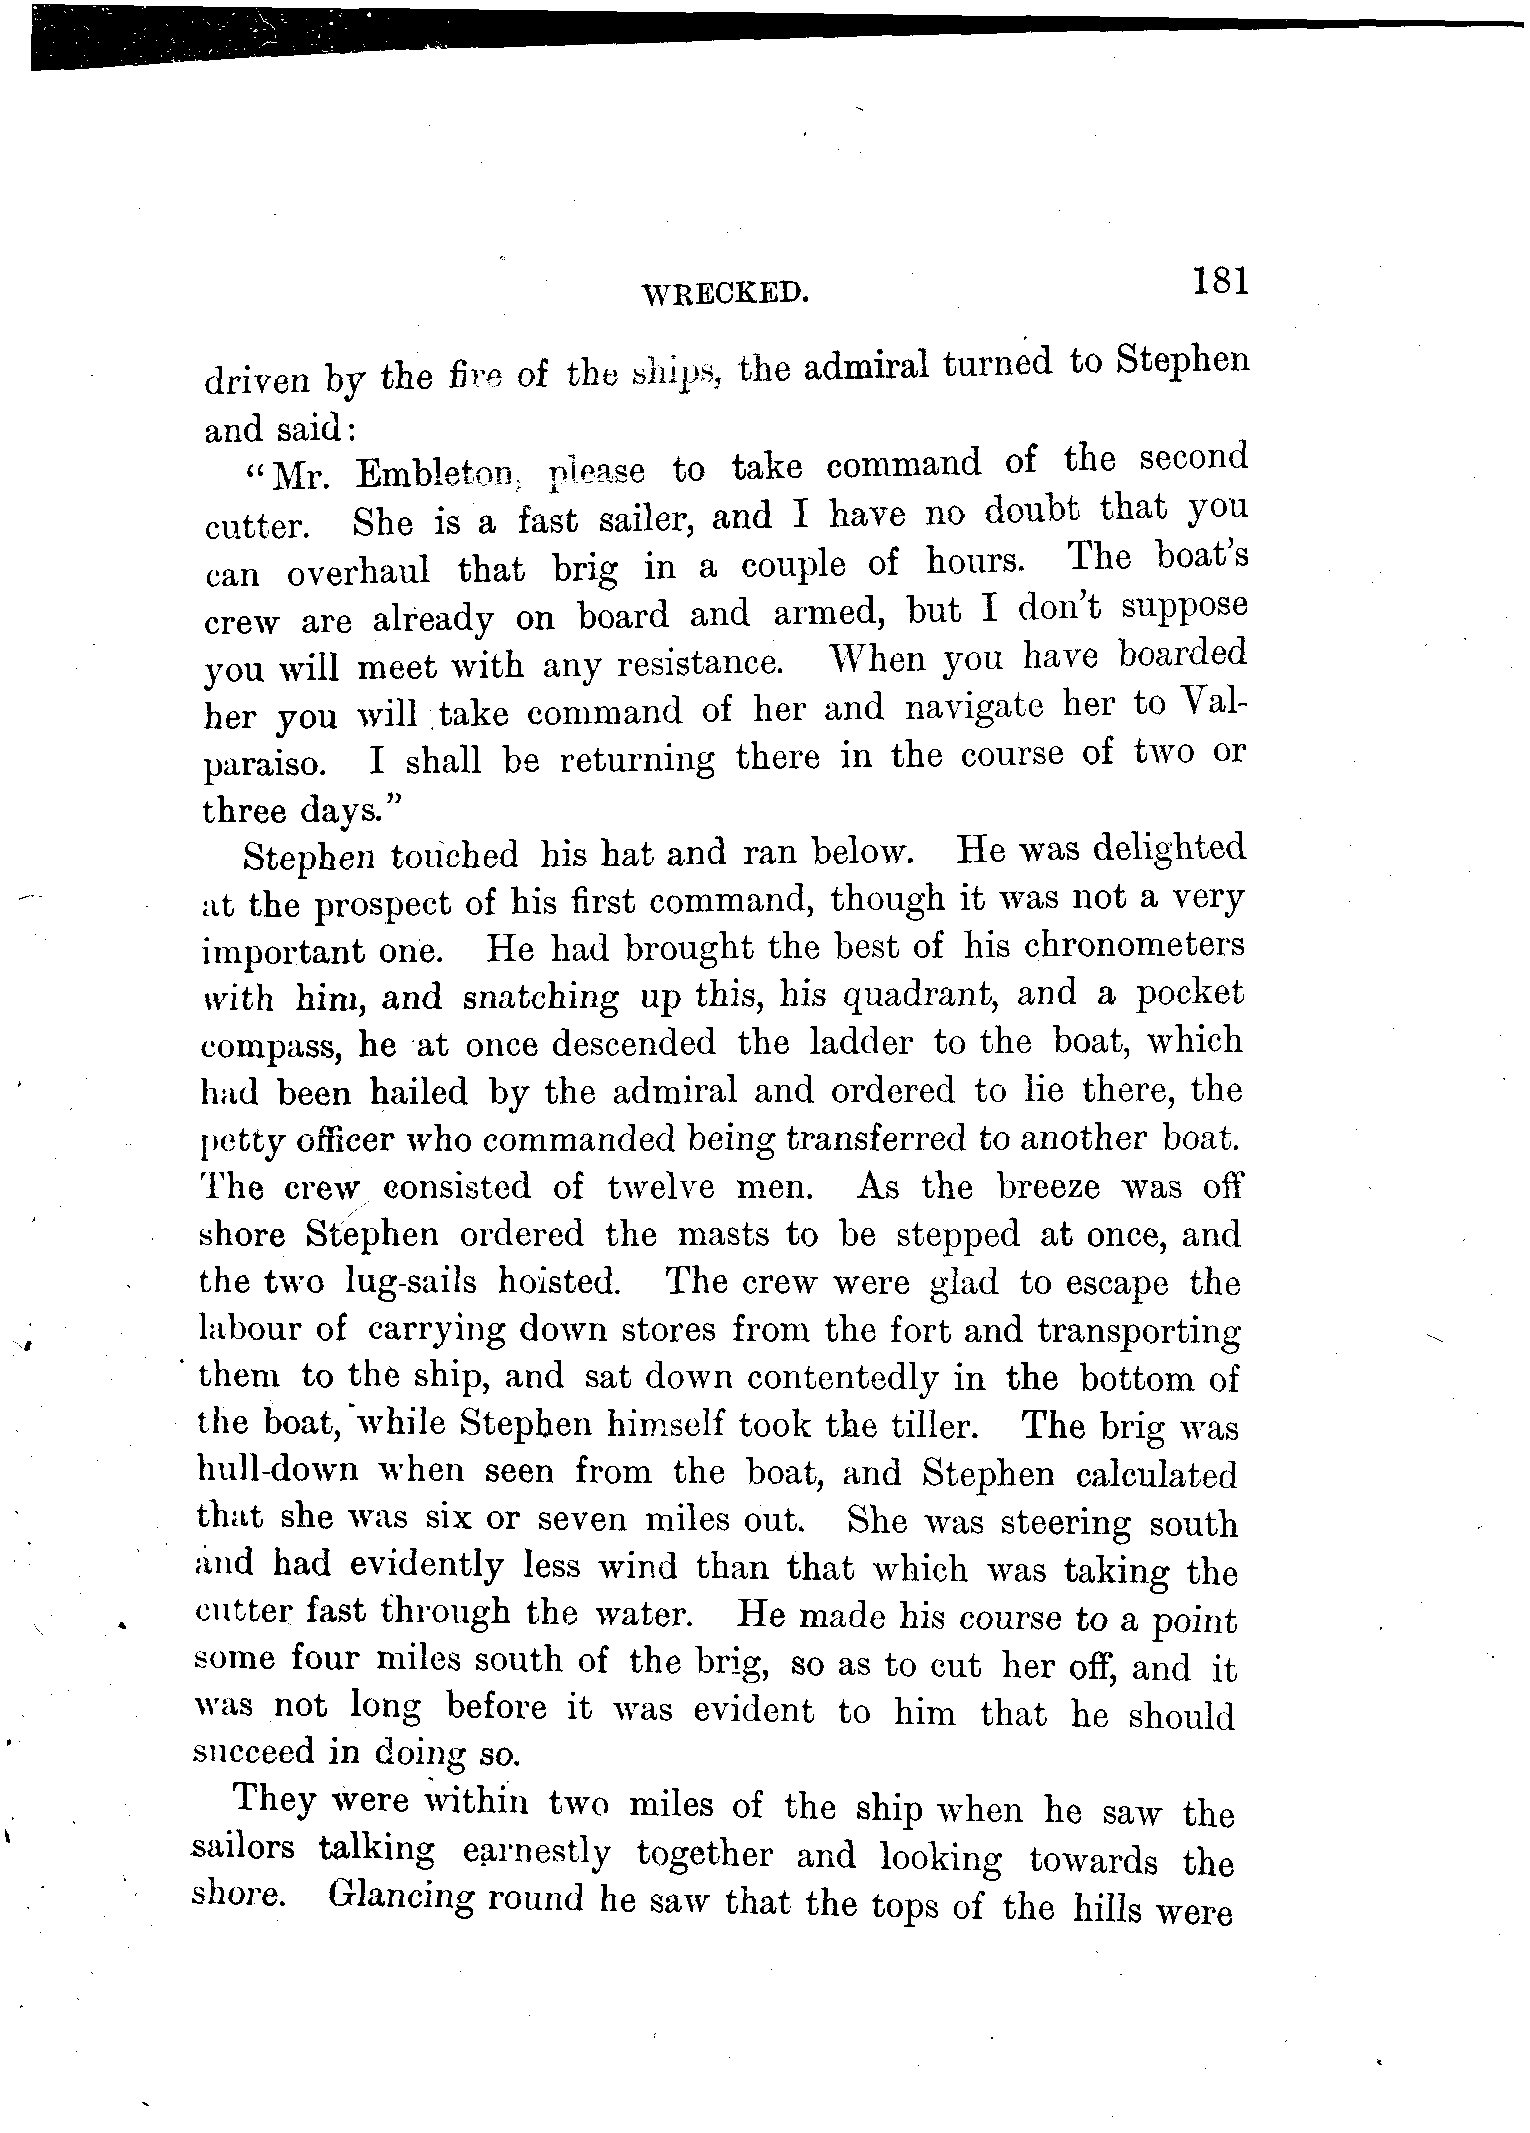 WRECKED. 181
driven by the fire of the ships, the admiral turned to Stephen
and said:
"Mr. Embleton, please to take command of the second
cutter. She is a fast sailer, and I have no doubt that you
can overhaul that brig in a couple of hours. The boat's
crew are already on board and armed, but I don't suppose
you will meet with any resistance. When you have boarded
her you will take command of her and navigate her to Val-
paraiso. I shall be returning there in the course of two or
three days."
Stephen touched his hat and ran below. He was delighted
at the prospect of his first command, though it was not a very
important one. He had brought the best of his chronometers
with him, and snatching up this, his quadrant, and a pocket
compass, he at once descended the ladder to the boat, which
had been hailed by the admiral and ordered to lie there, the
petty officer who commanded being transferred to another boat.
The crew consisted of twelve men. As the breeze was off
shore Stephen ordered the masts to be stepped at once, and
the two lug-sails hoisted. The crew were glad to escape the
labour of carrying down stores from the fort and transporting
them to the ship, and sat down contentedly in the bottom of
the boat, while Stephen himself took the tiller. The brig was
hull-down when seen from the boat, and Stephen calculated
that she was six or seven miles out. She was steering south
and had evidently less wind than that which was taking the
cutter fast through the water. He made his course to a point
some four miles south of the brig, so as to cut her off, and it
was not long before it was evident to him that he should
succeed in doing so.
They were within two miles of the ship when he saw the
sailors talking earnestly together and looking towards the
shore. Glancing round he saw that the tops of the hills were